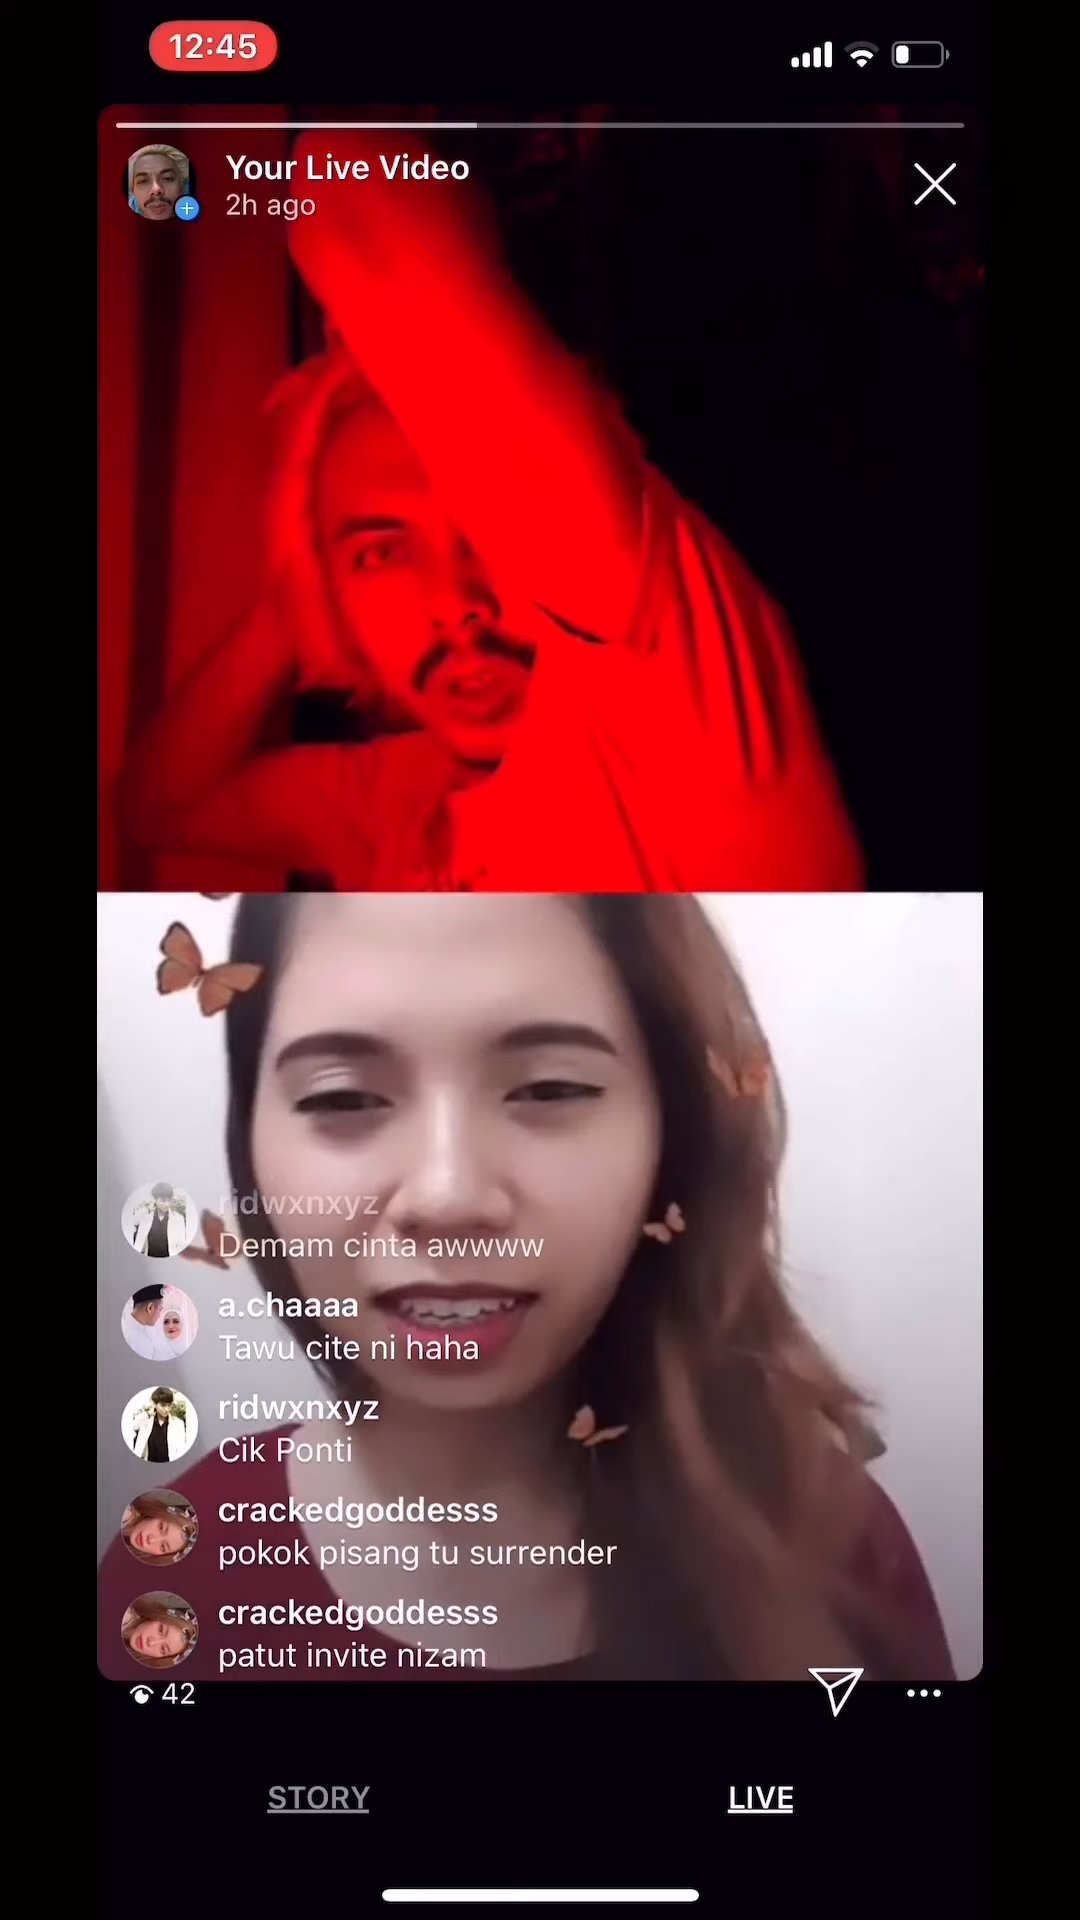 12:45
Your Live Video
2h ago
ridwxnxyz
Demam cinta awwww
a.chaaaa
Tawu cite ni haha
ridwxnxyz
Cik Ponti
crackedgoddesss
pokok pisang tu surrender
crackedgoddesss
patut invite nizam
42
STORY
LIVE